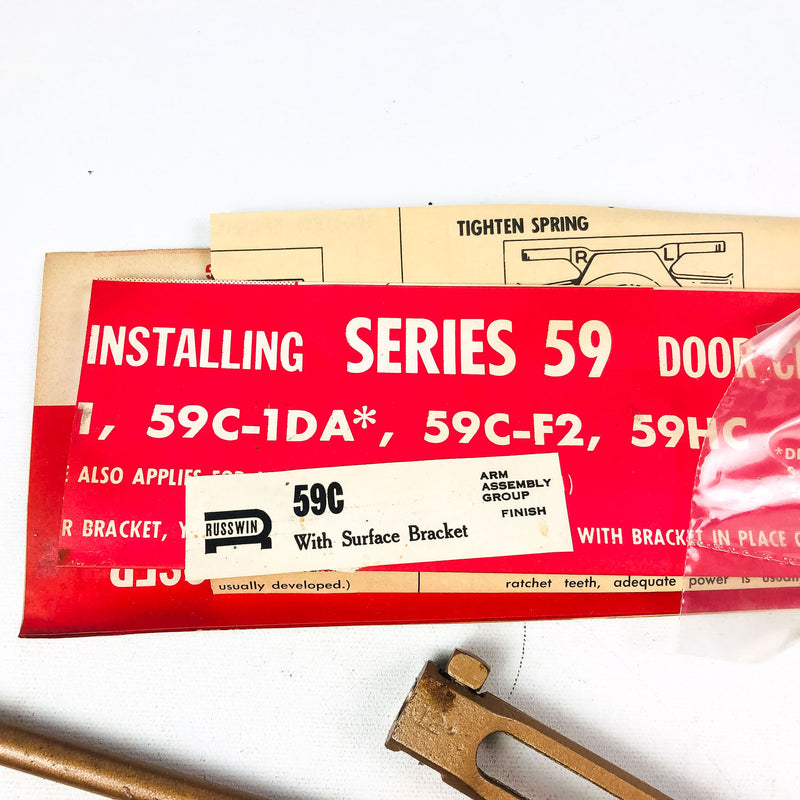 TIGHTEN SPRING
R L
INSTALLING SERIES 59 DOOR
59C-1DA*, 59C-F2, 59HC
ALSO APPLIES
59C
ARM
ASSEMBLY
GROUP
FINISH
RUSSWIN
With Surface Bracket
R BRACKET,
WITH BRACKET IN PLACE
usually developed.)
ratchet teeth, adequate power is